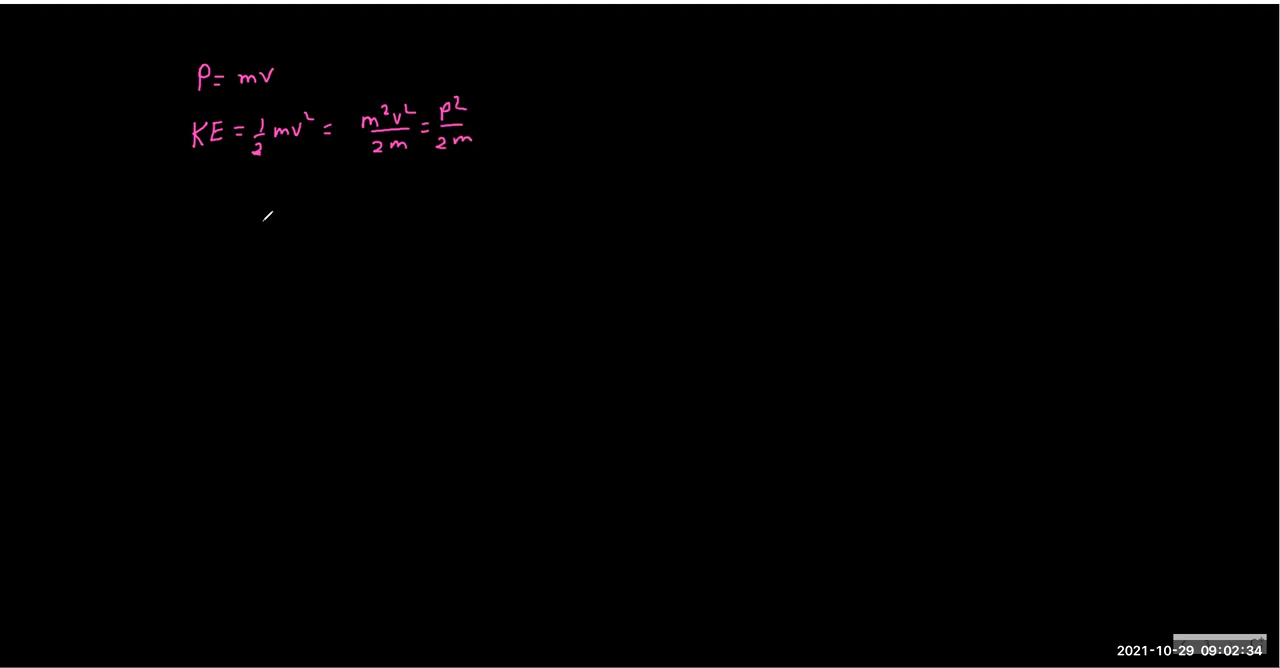 P = mv
KE = 1/2 mv² = m²v²/2m = P²/2m
2021-10-29 09:02:34